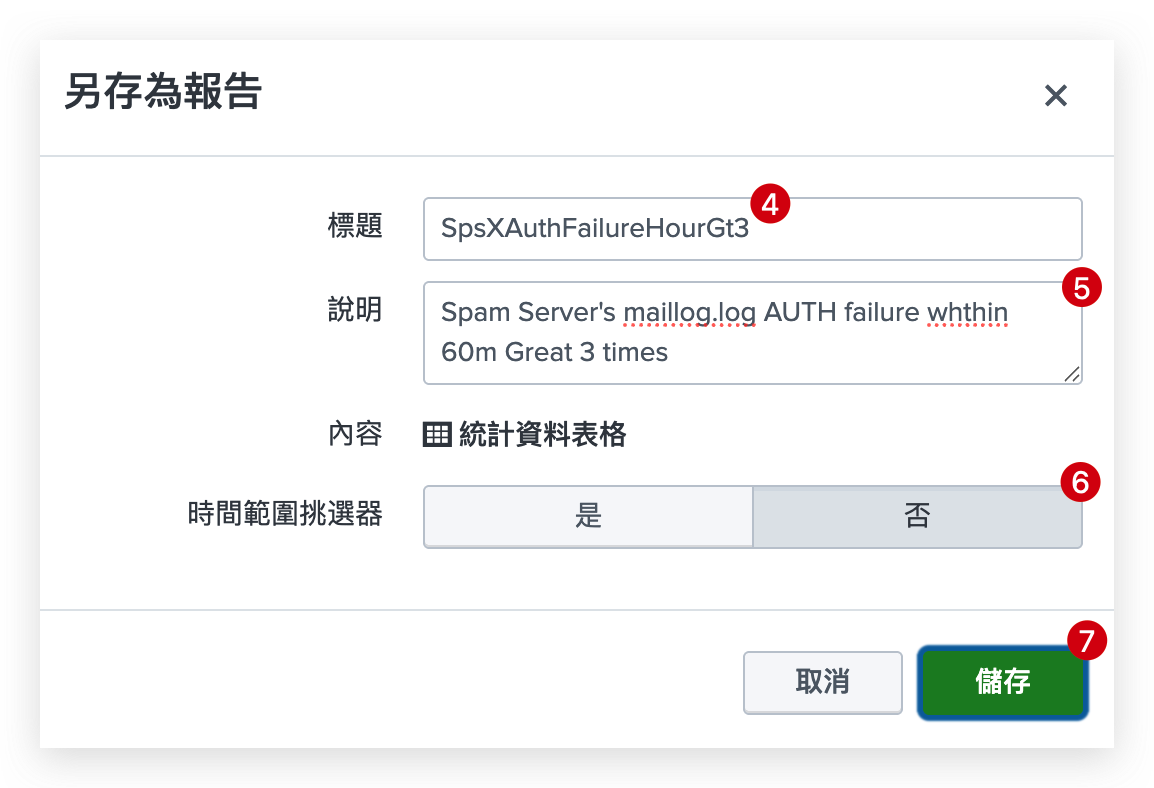 另存為報告
標題
SpsXAuthFailureHourGt3
4
說明
Spam Server's maillog.log AUTH failure whthin
60m Great 3 times
5
內容
統計資料表格
時間範圍挑選器
是
否
6
取消
儲存
7